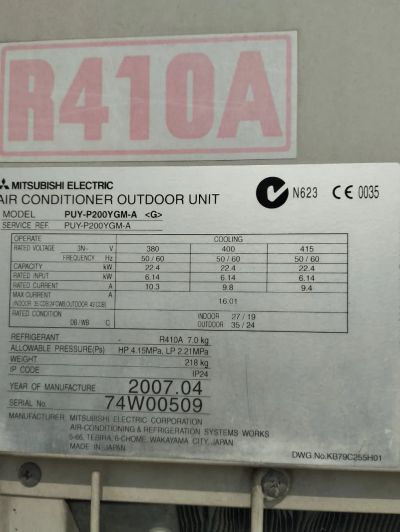 R410A
MITSUBISHI ELECTRIC
AIR CONDITIONER OUTDOOR UNIT
N623 CE 0035
MODEL PUY-P200YGM-A <G>
SERVICE REF. PUY-P200YGM-A
OPERATE COOLING
RATED VOLTAGE 3N~ V 380 400 415
FREQUENCY Hz 50 / 60 50 / 60 50 / 60
CAPACITY kW 22.4 22.4 22.4
RATED INPUT kW 6.14 6.14 6.14
RATED CURRENT A 10.3 9.8 9.4
MAX CURRENT A 16.01
RATED CONDITION INDOOR 27 / 19
DB/WB C OUTDOOR 35 / 24
REFRIGERANT R410A 7.0 kg
ALLOWABLE PRESSURE(Ps) HP 4.15MPa, LP 2.21MPa
WEIGHT 218 kg
IP CODE IP24
YEAR OF MANUFACTURE 2007.04
SERIAL No. 74W00509
MANUFACTURER: MITSUBISHI ELECTRIC CORPORATION
AIR-CONDITIONING & REFRIGERATION SYSTEMS WORKS
5-66, TEBIRA, 6-CHOME, WAKAYAMA CITY, JAPAN
MADE IN JAPAN
DWG.No.KB79C255H01